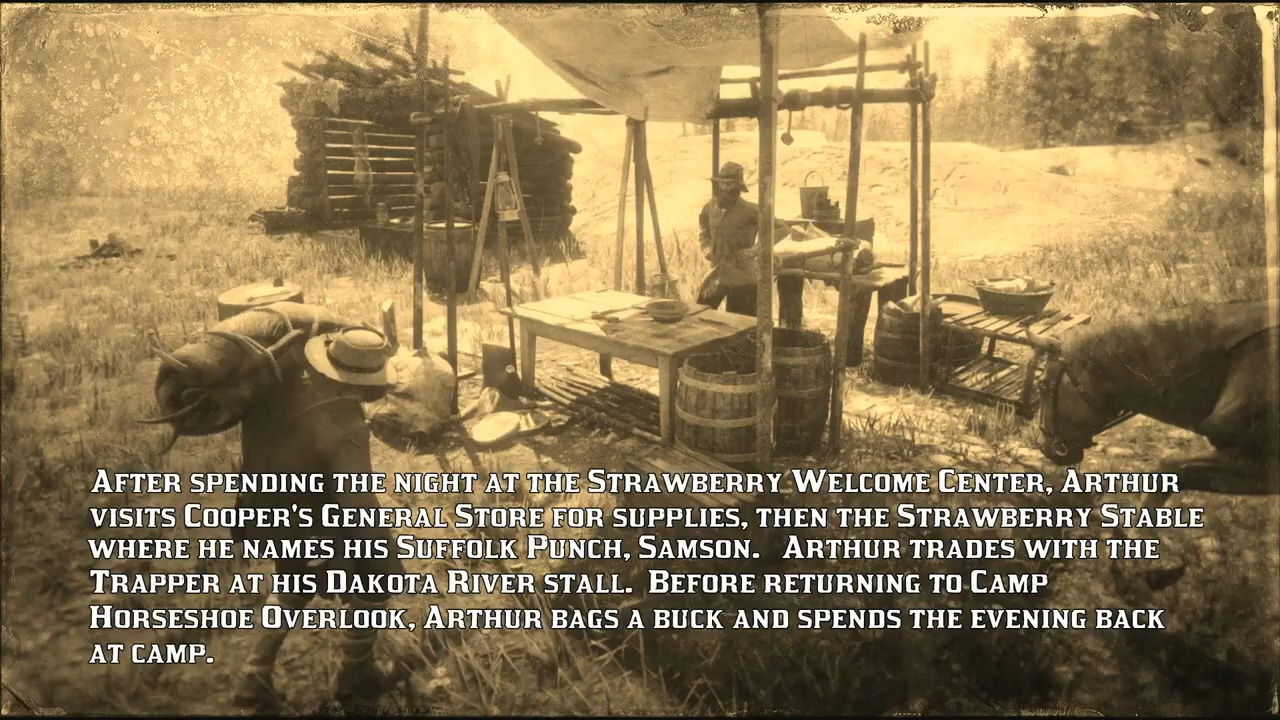 After spending the night at the Strawberry Welcome Center, Arthur
visits Cooper's General Store for supplies, then the Strawberry Stable
where he names his Suffolk Punch, Samson.  Arthur trades with the
Trapper at his Dakota River stall.  Before returning to Camp
Horseshoe Overlook, Arthur bags a buck and spends the evening back
at camp.